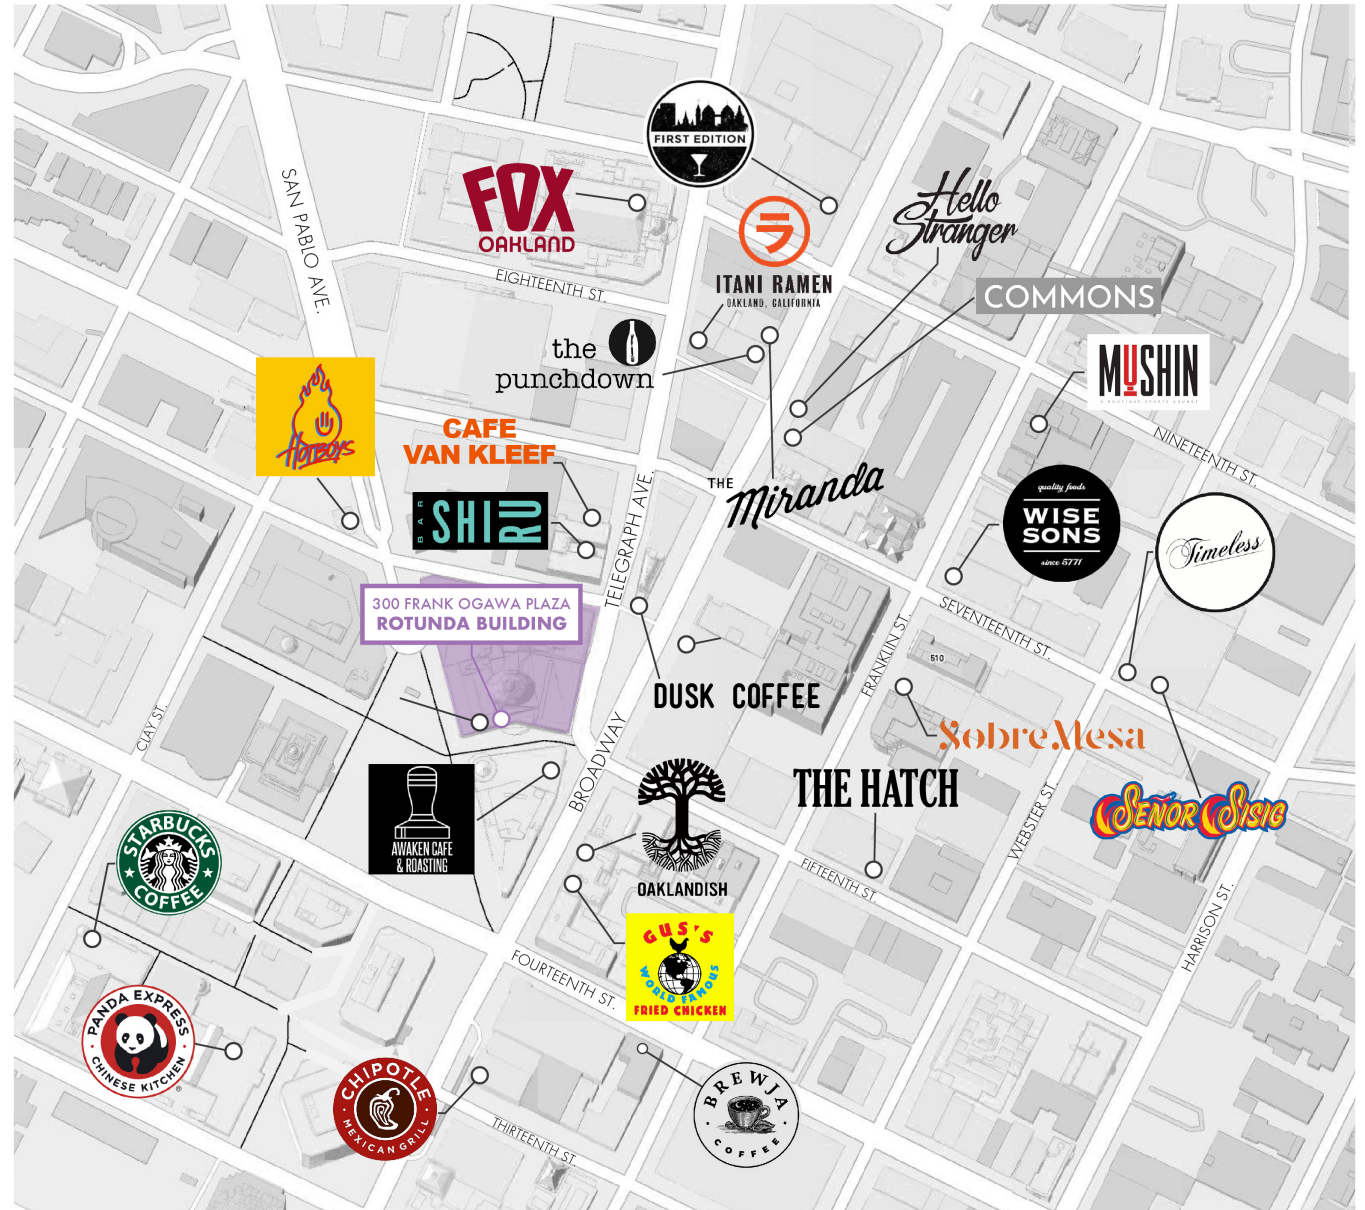 FIRST EDITION
FOX
OAKLAND
SAN PABLO AVE.
EIGHTEENTH ST.
ラ
ITANI RAMEN
OAKLAND, CALIFORNIA
Hello
Stranger
COMMONS
the
punchdown
MUSHIN
HOTBOYS
CAFE
VAN KLEEF
BAR
SHIRU
TELEGRAPH AVE.
THE
Miranda
NINETEENTH ST.
quality foods
WISE
SONS
since 5771
Timeless
300 FRANK OGAWA PLAZA
ROTUNDA BUILDING
SEVENTEENTH ST.
FRANKLIN ST.
510
DUSK COFFEE
CLAY ST.
SobreMesa
BROADWAY
THE HATCH
WEBSTER ST.
SEÑOR SISIG
AWAKEN CAFE
& ROASTING
STARBUCKS
COFFEE
OAKLANDISH
FIFTEENTH ST.
HARRISON ST.
GUS'S
WORLD FAMOUS
FRIED CHICKEN
FOURTEENTH ST.
PANDA EXPRESS
CHINESE KITCHEN
®
CHIPOTLE
MEXICAN GRILL
BREWJA
COFFEE
THIRTEENTH ST.